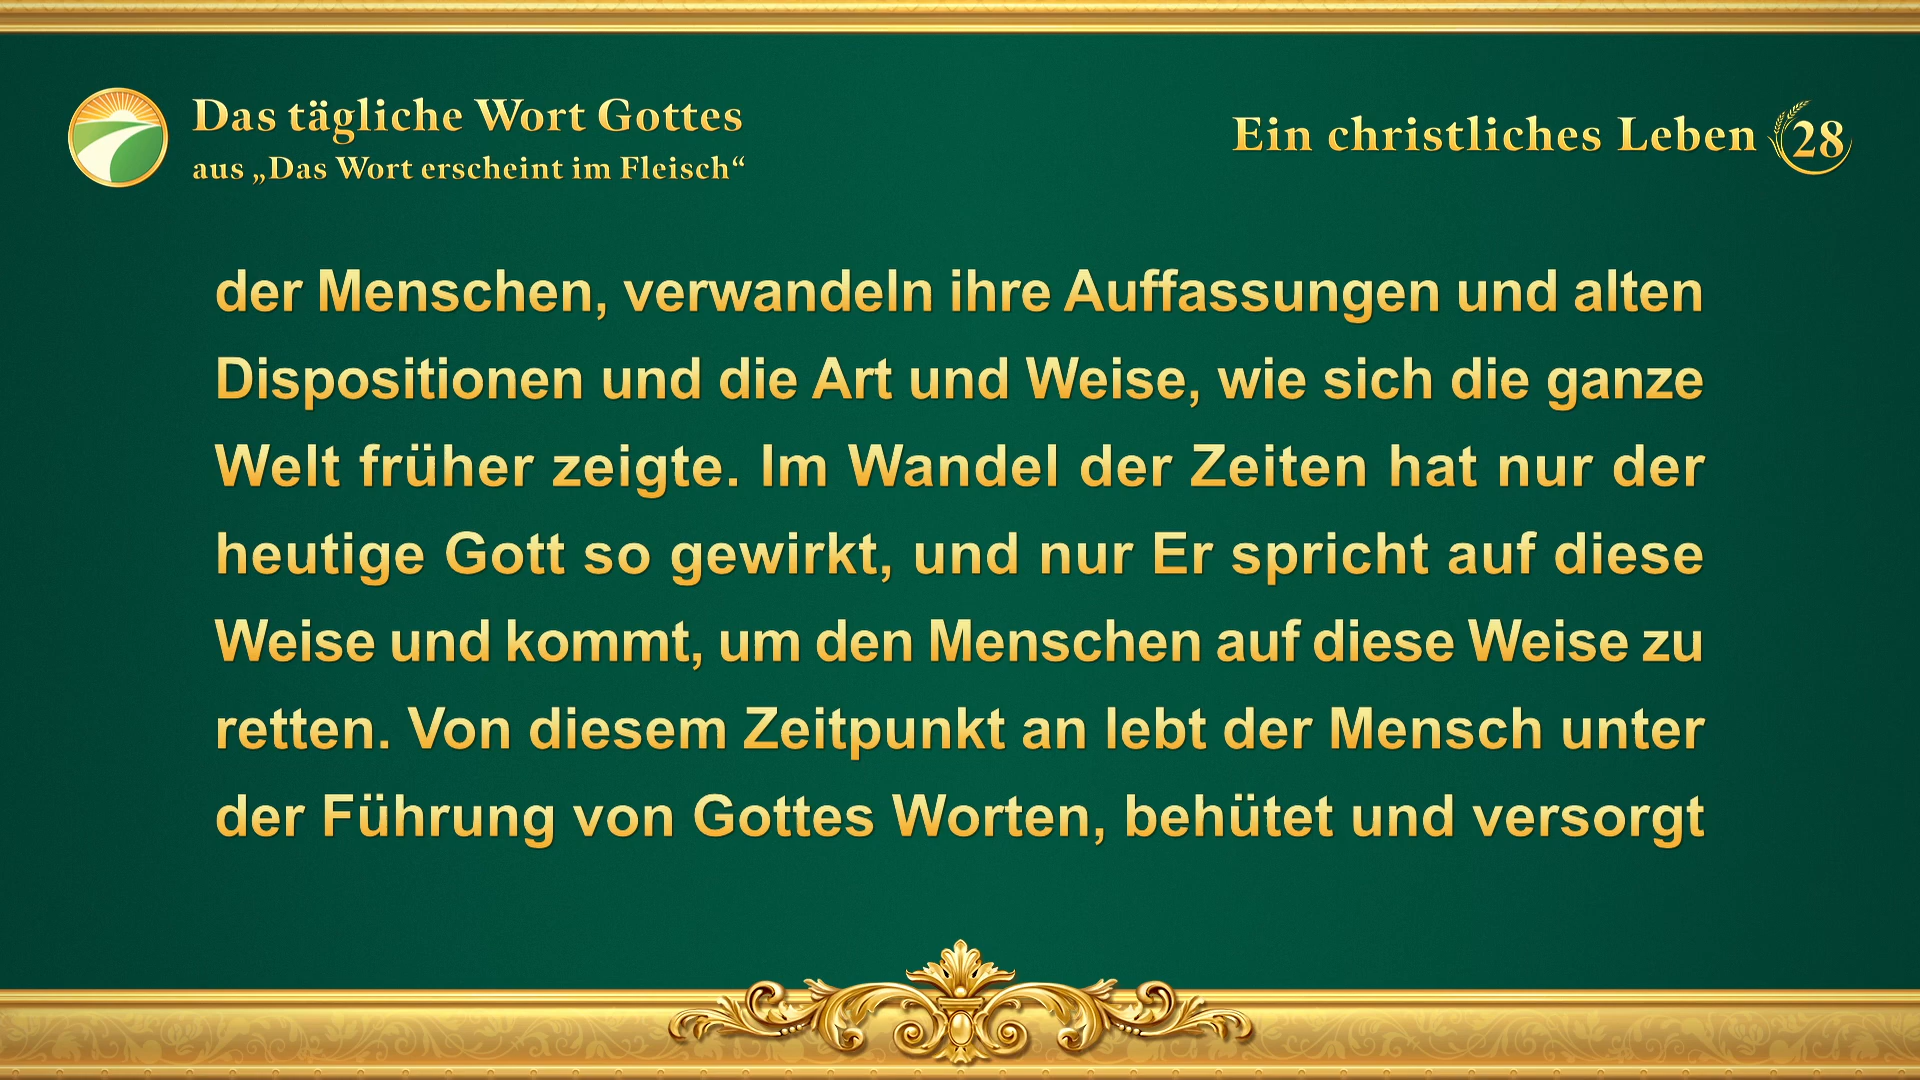 Das tägliche Wort Gottes
aus „Das Wort erscheint im Fleisch“
Ein christliches Leben 28
der Menschen, verwandeln ihre Auffassungen und alten
Dispositionen und die Art und Weise, wie sich die ganze
Welt früher zeigte. Im Wandel der Zeiten hat nur der
heutige Gott so gewirkt, und nur Er spricht auf diese
Weise und kommt, um den Menschen auf diese Weise zu
retten. Von diesem Zeitpunkt an lebt der Mensch unter
der Führung von Gottes Worten, behütet und versorgt